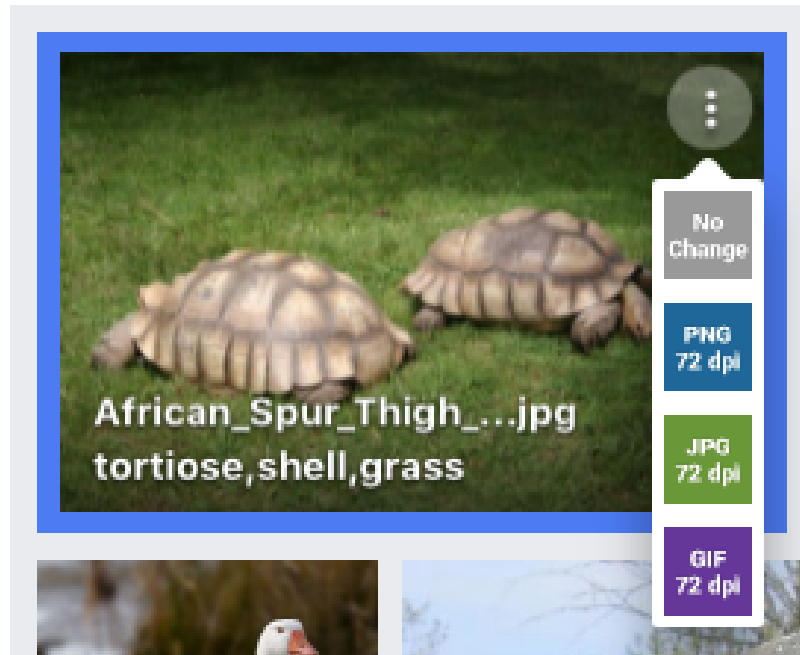 No
Change
PNG
72 dpi
JPG
72 dpi
African_Spur_Thigh_...jpg
tortiose,shell,grass
GIF
72 dpi